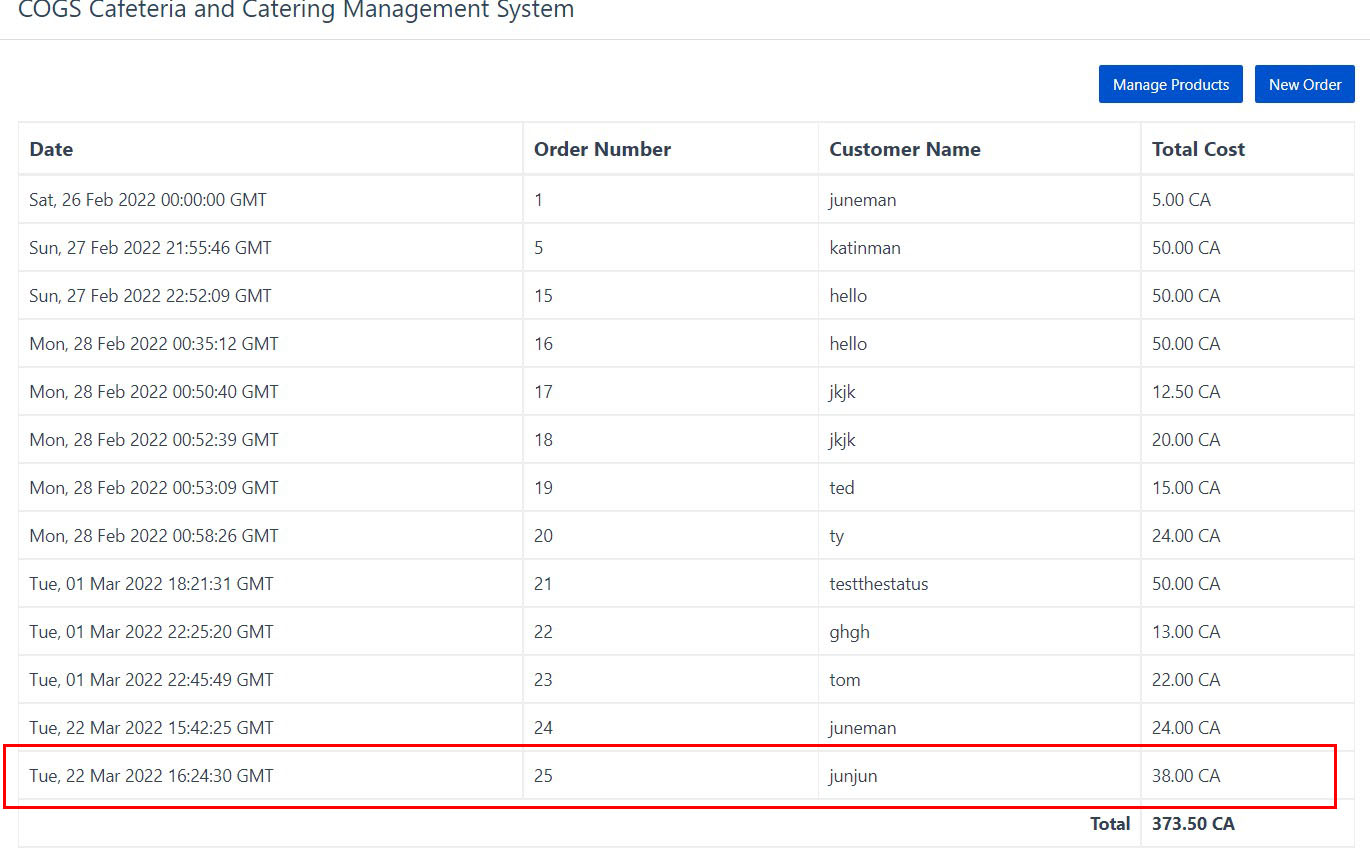 COGS Cafeteria and Catering Management System
Manage Products New Order
Date Order Number Customer Name Total Cost
Sat, 26 Feb 2022 00:00:00 GMT 1 juneman 5.00 CA
Sun, 27 Feb 2022 21:55:46 GMT 5 katinman 50.00 CA
Sun, 27 Feb 2022 22:52:09 GMT 15 hello 50.00 CA
Mon, 28 Feb 2022 00:35:12 GMT 16 hello 50.00 CA
Mon, 28 Feb 2022 00:50:40 GMT 17 jkjk 12.50 CA
Mon, 28 Feb 2022 00:52:39 GMT 18 jkjk 20.00 CA
Mon, 28 Feb 2022 00:53:09 GMT 19 ted 15.00 CA
Mon, 28 Feb 2022 00:58:26 GMT 20 ty 24.00 CA
Tue, 01 Mar 2022 18:21:31 GMT 21 testthestatus 50.00 CA
Tue, 01 Mar 2022 22:25:20 GMT 22 ghgh 13.00 CA
Tue, 01 Mar 2022 22:45:49 GMT 23 tom 22.00 CA
Tue, 22 Mar 2022 15:42:25 GMT 24 juneman 24.00 CA
Tue, 22 Mar 2022 16:24:30 GMT 25 junjun 38.00 CA
Total 373.50 CA